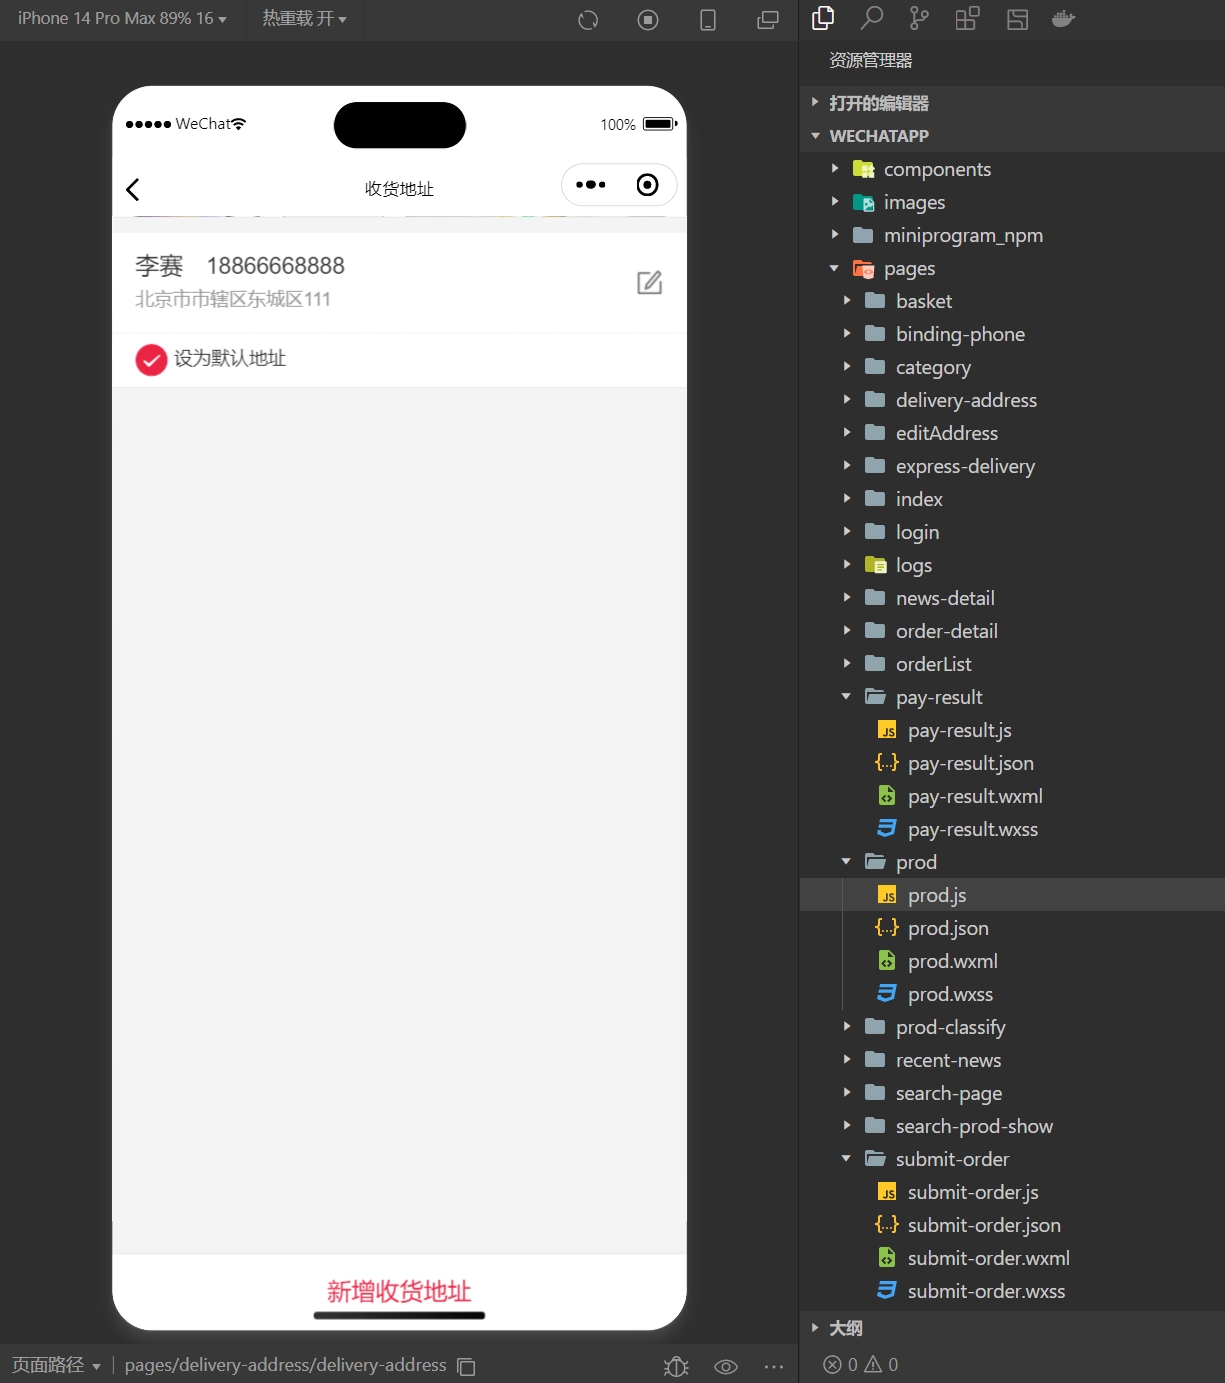 iPhone 14 Pro Max 89% 16
热重载 开
WeChat
100%
收货地址
李赛 18866668888
北京市市辖区东城区111
设为默认地址
新增收货地址
页面路径
pages/delivery-address/delivery-address
资源管理器
打开的编辑器
WECHATAPP
components
images
miniprogram_npm
pages
basket
binding-phone
category
delivery-address
editAddress
express-delivery
index
login
logs
news-detail
order-detail
orderList
pay-result
JS pay-result.js
{..} pay-result.json
pay-result.wxml
pay-result.wxss
prod
JS prod.js
{..} prod.json
prod.wxml
prod.wxss
prod-classify
recent-news
search-page
search-prod-show
submit-order
JS submit-order.js
{..} submit-order.json
submit-order.wxml
submit-order.wxss
大纲
0 0